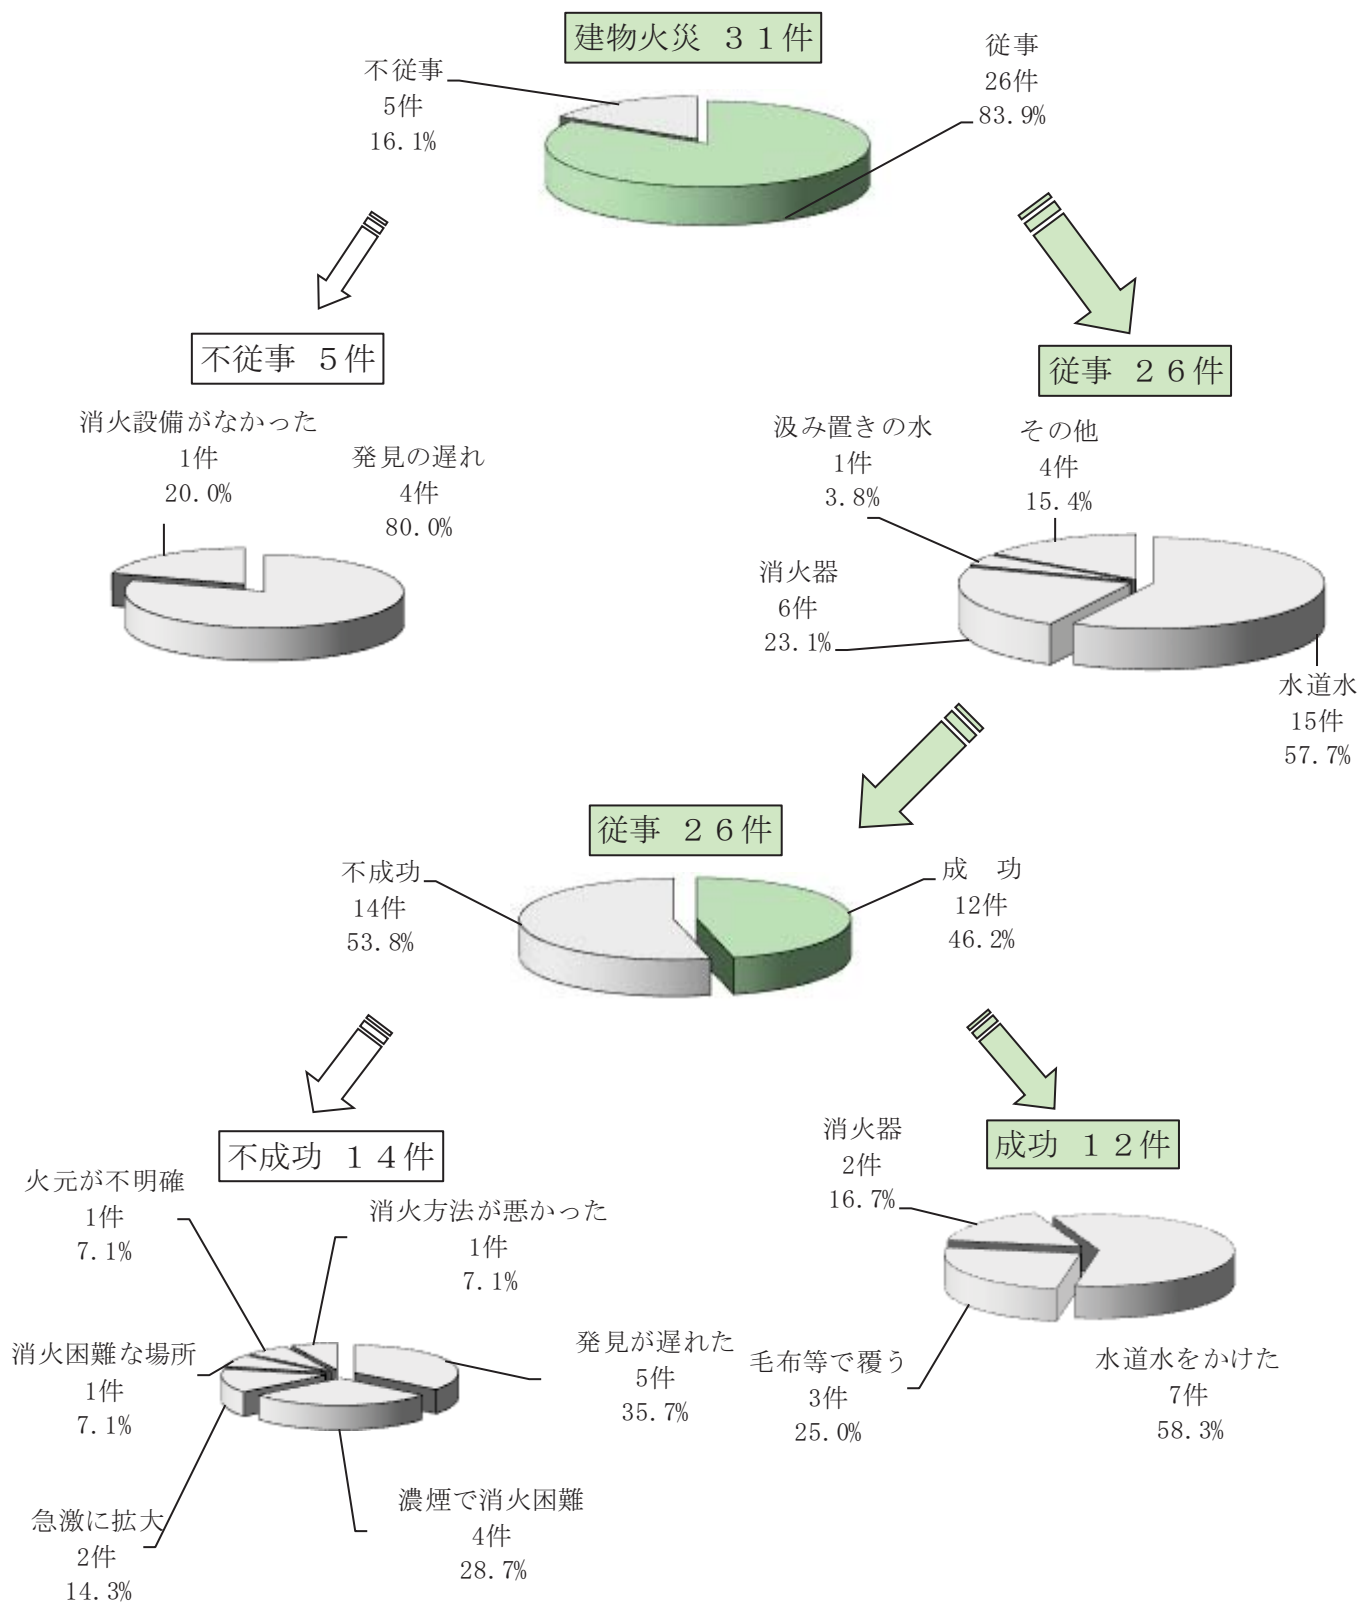 建物火災 ３１件
不従事
5件
16.1%
従事
26件
83.9%
不従事 ５件
消火設備がなかった
1件
20.0%
発見の遅れ
4件
80.0%
従事 ２６件
汲み置きの水
1件
3.8%
その他
4件
15.4%
消火器
6件
23.1%
水道水
15件
57.7%
従事 ２６件
不成功
14件
53.8%
成　功
12件
46.2%
不成功 １４件
火元が不明確
1件
7.1%
消火方法が悪かった
1件
7.1%
消火困難な場所
1件
7.1%
発見が遅れた
5件
35.7%
急激に拡大
2件
14.3%
濃煙で消火困難
4件
28.7%
成功 １２件
消火器
2件
16.7%
毛布等で覆う
3件
25.0%
水道水をかけた
7件
58.3%